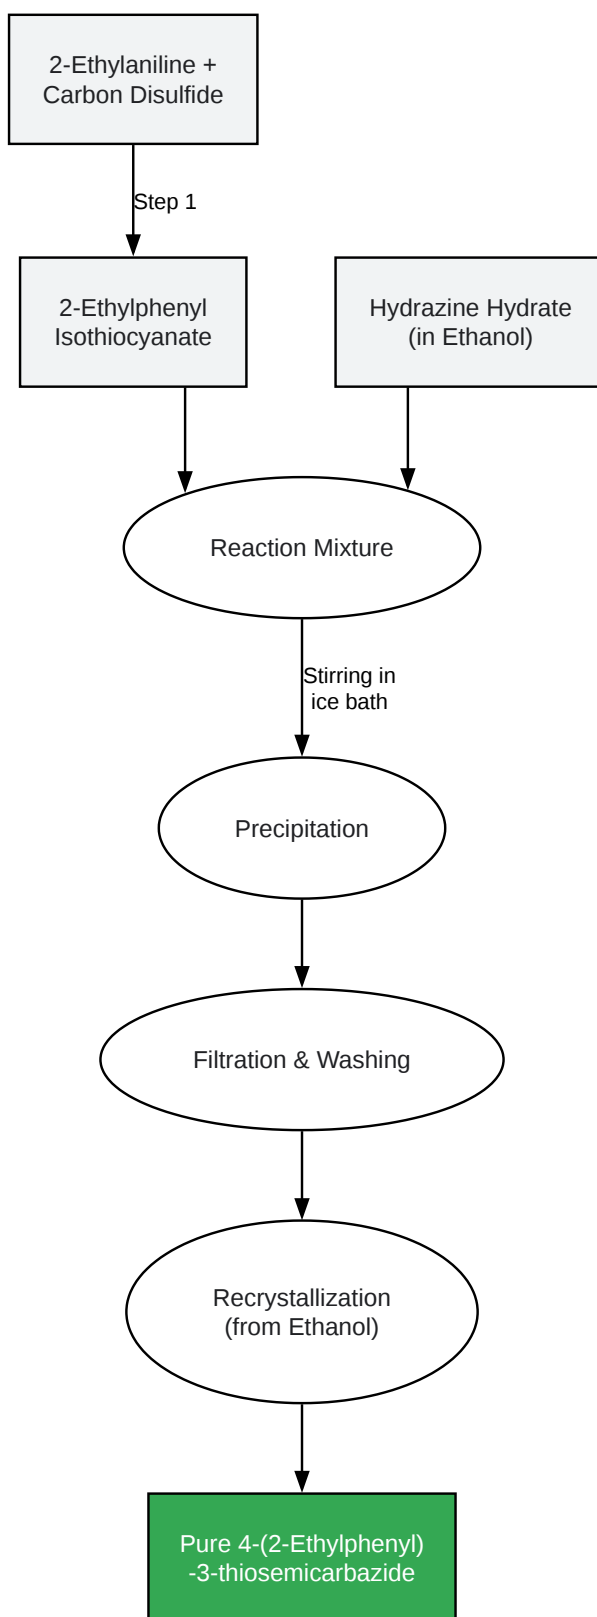 2-Ethylaniline +
Carbon Disulfide
Step 1
2-Ethylphenyl
Isothiocyanate
Hydrazine Hydrate
(in Ethanol)
Reaction Mixture
Stirring in
ice bath
Precipitation
Filtration & Washing
Recrystallization
(from Ethanol)
Pure 4-(2-Ethylphenyl)
-3-thiosemicarbazide